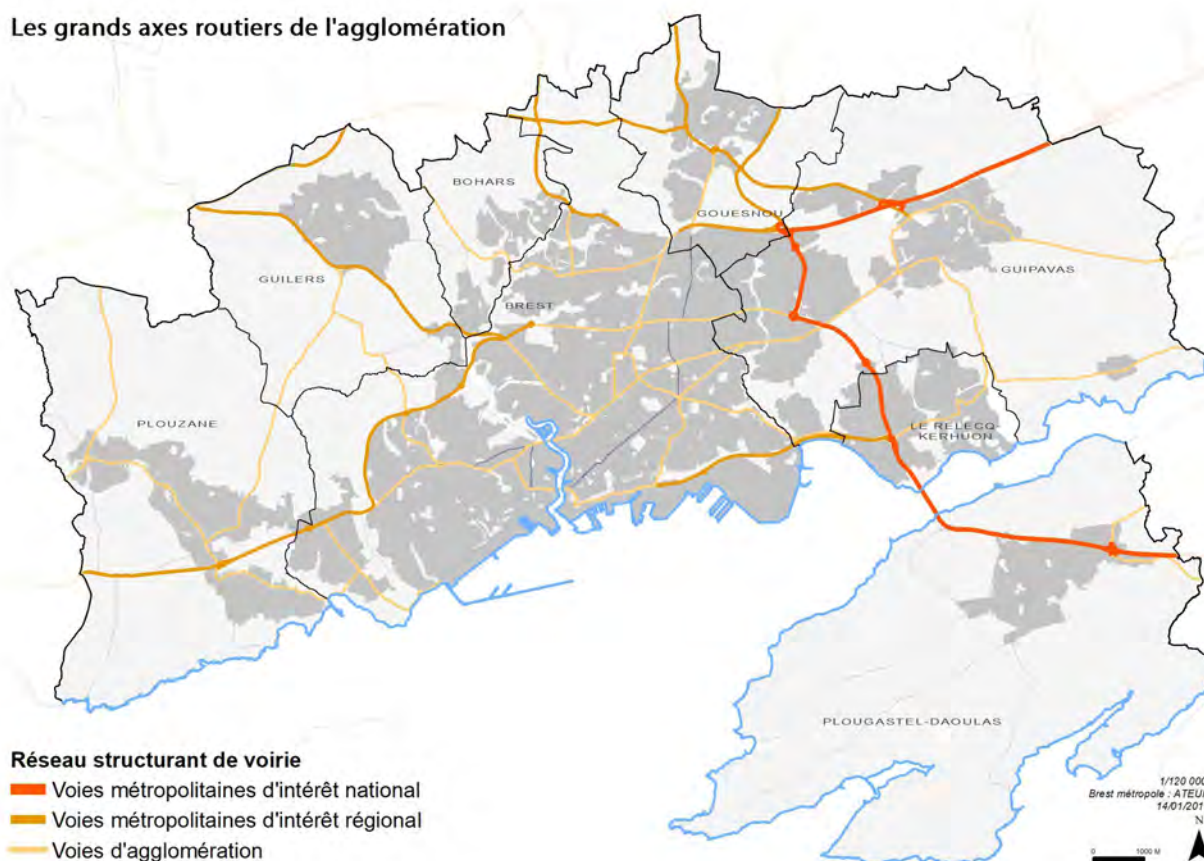 Les grands axes routiers de l'agglomération
BOHARS
GOUESNOU
GUILERS
GUIPAVAS
BREST
PLOUZANE
LE RELECQ-
KERHUON
PLOUGASTEL-DAOULAS
Réseau structurant de voirie
Voies métropolitaines d'intérêt national
Voies métropolitaines d'intérêt régional
Voies d'agglomération
1/120 000
Brest métropole : ATEU
14/01/201
N
0 1000 M